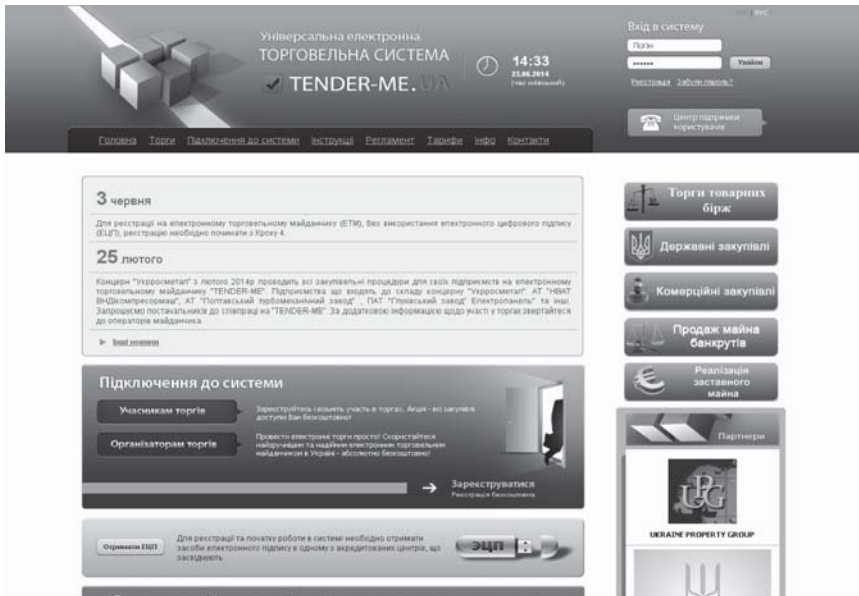 РУС
Універсальна електронна
ТОРГОВЕЛЬНА СИСТЕМА
TENDER-ME.UA
14:33
23.06.2014
(час київський)
Вхід в систему
Логін
••••••
Увійти
Реєстрація Забули пароль?
Центр підтримки
користувачів
Головна Торги Підключення до системи Інструкції Регламент Тарифи Інфо Контакти
3 червня
Для реєстрації на електронному торговельному майданчику (ЕТМ), без використання електронного цифрового підпису
(ЕЦП), реєстрацію необхідно починати з Кроку 4.
25 лютого
Концерн "Укрросметал" з лютого 2014р проводить всі закупівельні процедури для своїх підприємств на електронному
торговельному майданчику "TENDER-ME". Підприємства що входять до складу концерну "Укрросметал", АТ "НВАТ
ВНДІкомпресормаш", АТ "Полтавський турбомеханічний завод" , ПАТ "Глухівський завод" Електропанель" та інші.
Запрошуємо постачальників до співпраці на "TENDER-ME". За додатковою інформацією щодо участі у торгах звертайтеся
до операторів майданчика.
Інші новини
Підключення до системи
Учасникам торгів
Зареєструйтесь і візьміть участь в торгах. Акція - всі закупівлі
доступні Вам безкоштовно!
Організаторам торгів
Провести електронні торги просто! Скористайтеся
найзручнішим та надійним електронним торговельним
майданчиком в Україні - абсолютно безкоштовно!
Зареєструватися
Реєстрація безкоштовна
Отримати ЕЦП
Для реєстрації та початку роботи в системі необхідно отримати
засоби електронного підпису в одному з акредитованих центрів, що
засвідчують.
ЭЦП
Торги товарних
бірж
Державні закупівлі
Комерційні закупівлі
Продаж майна
банкрутів
Реалізація
заставного
майна
Партнери
UPG
UKRAINE PROPERTY GROUP